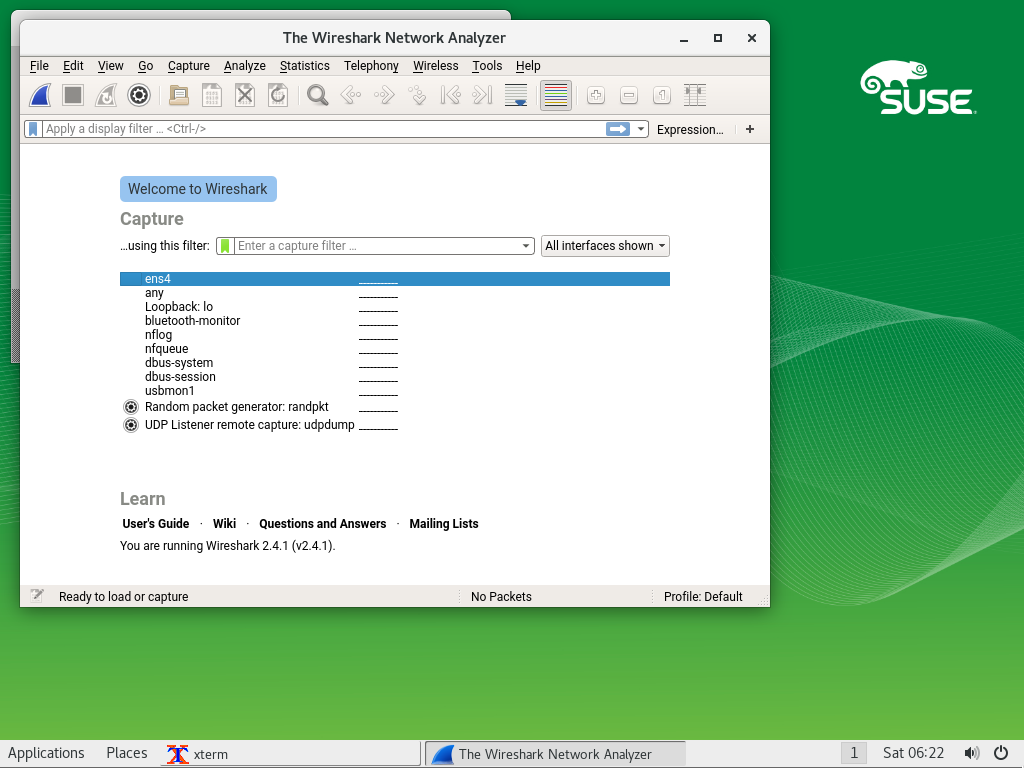 The Wireshark Network Analyzer
File Edit View Go Capture Analyze Statistics Telephony Wireless Tools Help
Apply a display filter … <Ctrl-/> Expression… +
SUSE
Welcome to Wireshark
Capture
…using this filter: Enter a capture filter … All interfaces shown
ens4
any
Loopback: lo
bluetooth-monitor
nflog
nfqueue
dbus-system
dbus-session
usbmon1
Random packet generator: randpkt
UDP Listener remote capture: udpdump
Learn
User's Guide · Wiki · Questions and Answers · Mailing Lists
You are running Wireshark 2.4.1 (v2.4.1).
Ready to load or capture No Packets Profile: Default
Applications Places xterm The Wireshark Network Analyzer 1 Sat 06:22